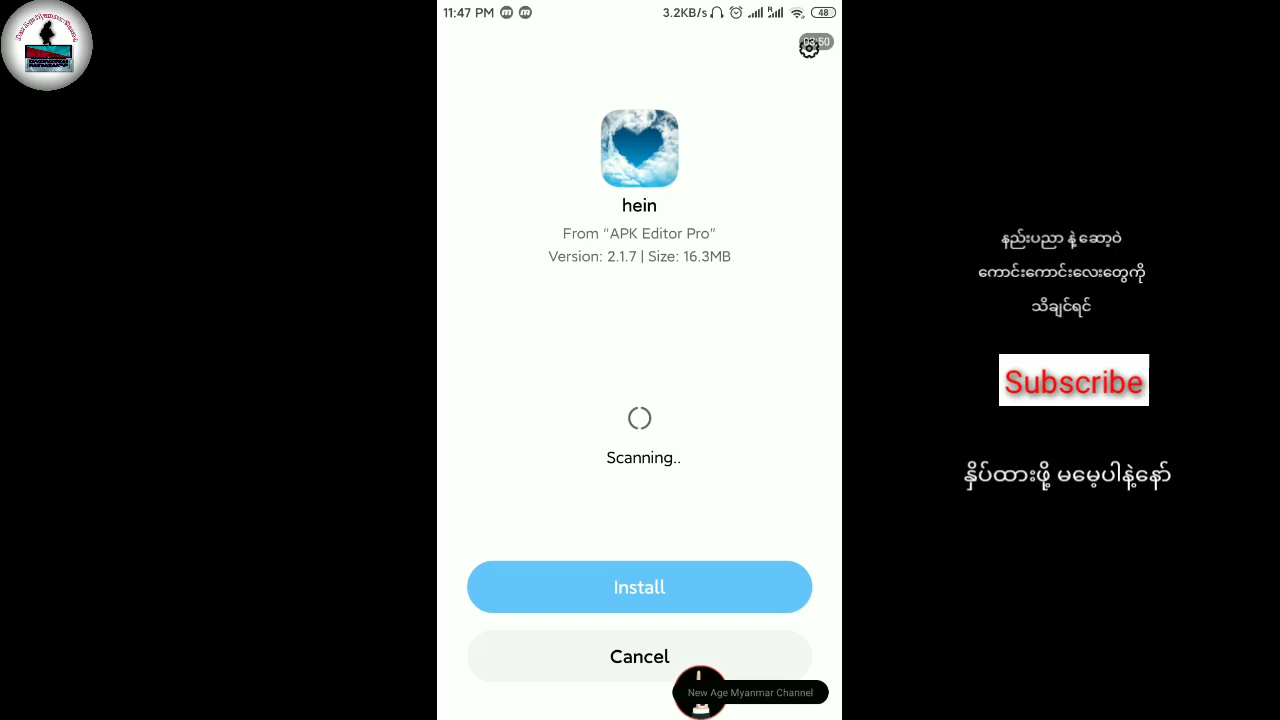 11:47 PM
3.2KB/s
48
03:50
hein
From "APK Editor Pro"
Version: 2.1.7 | Size: 16.3MB
Scanning..
Install
Cancel
New Age Myanmar Channel
နည်းပညာ နဲ့ ဆော့ဝဲ
ကောင်းကောင်းလေးတွေကို
သိချင်ရင်
Subscribe
နှိပ်ထားဖို့ မမေ့ပါနဲ့နော်